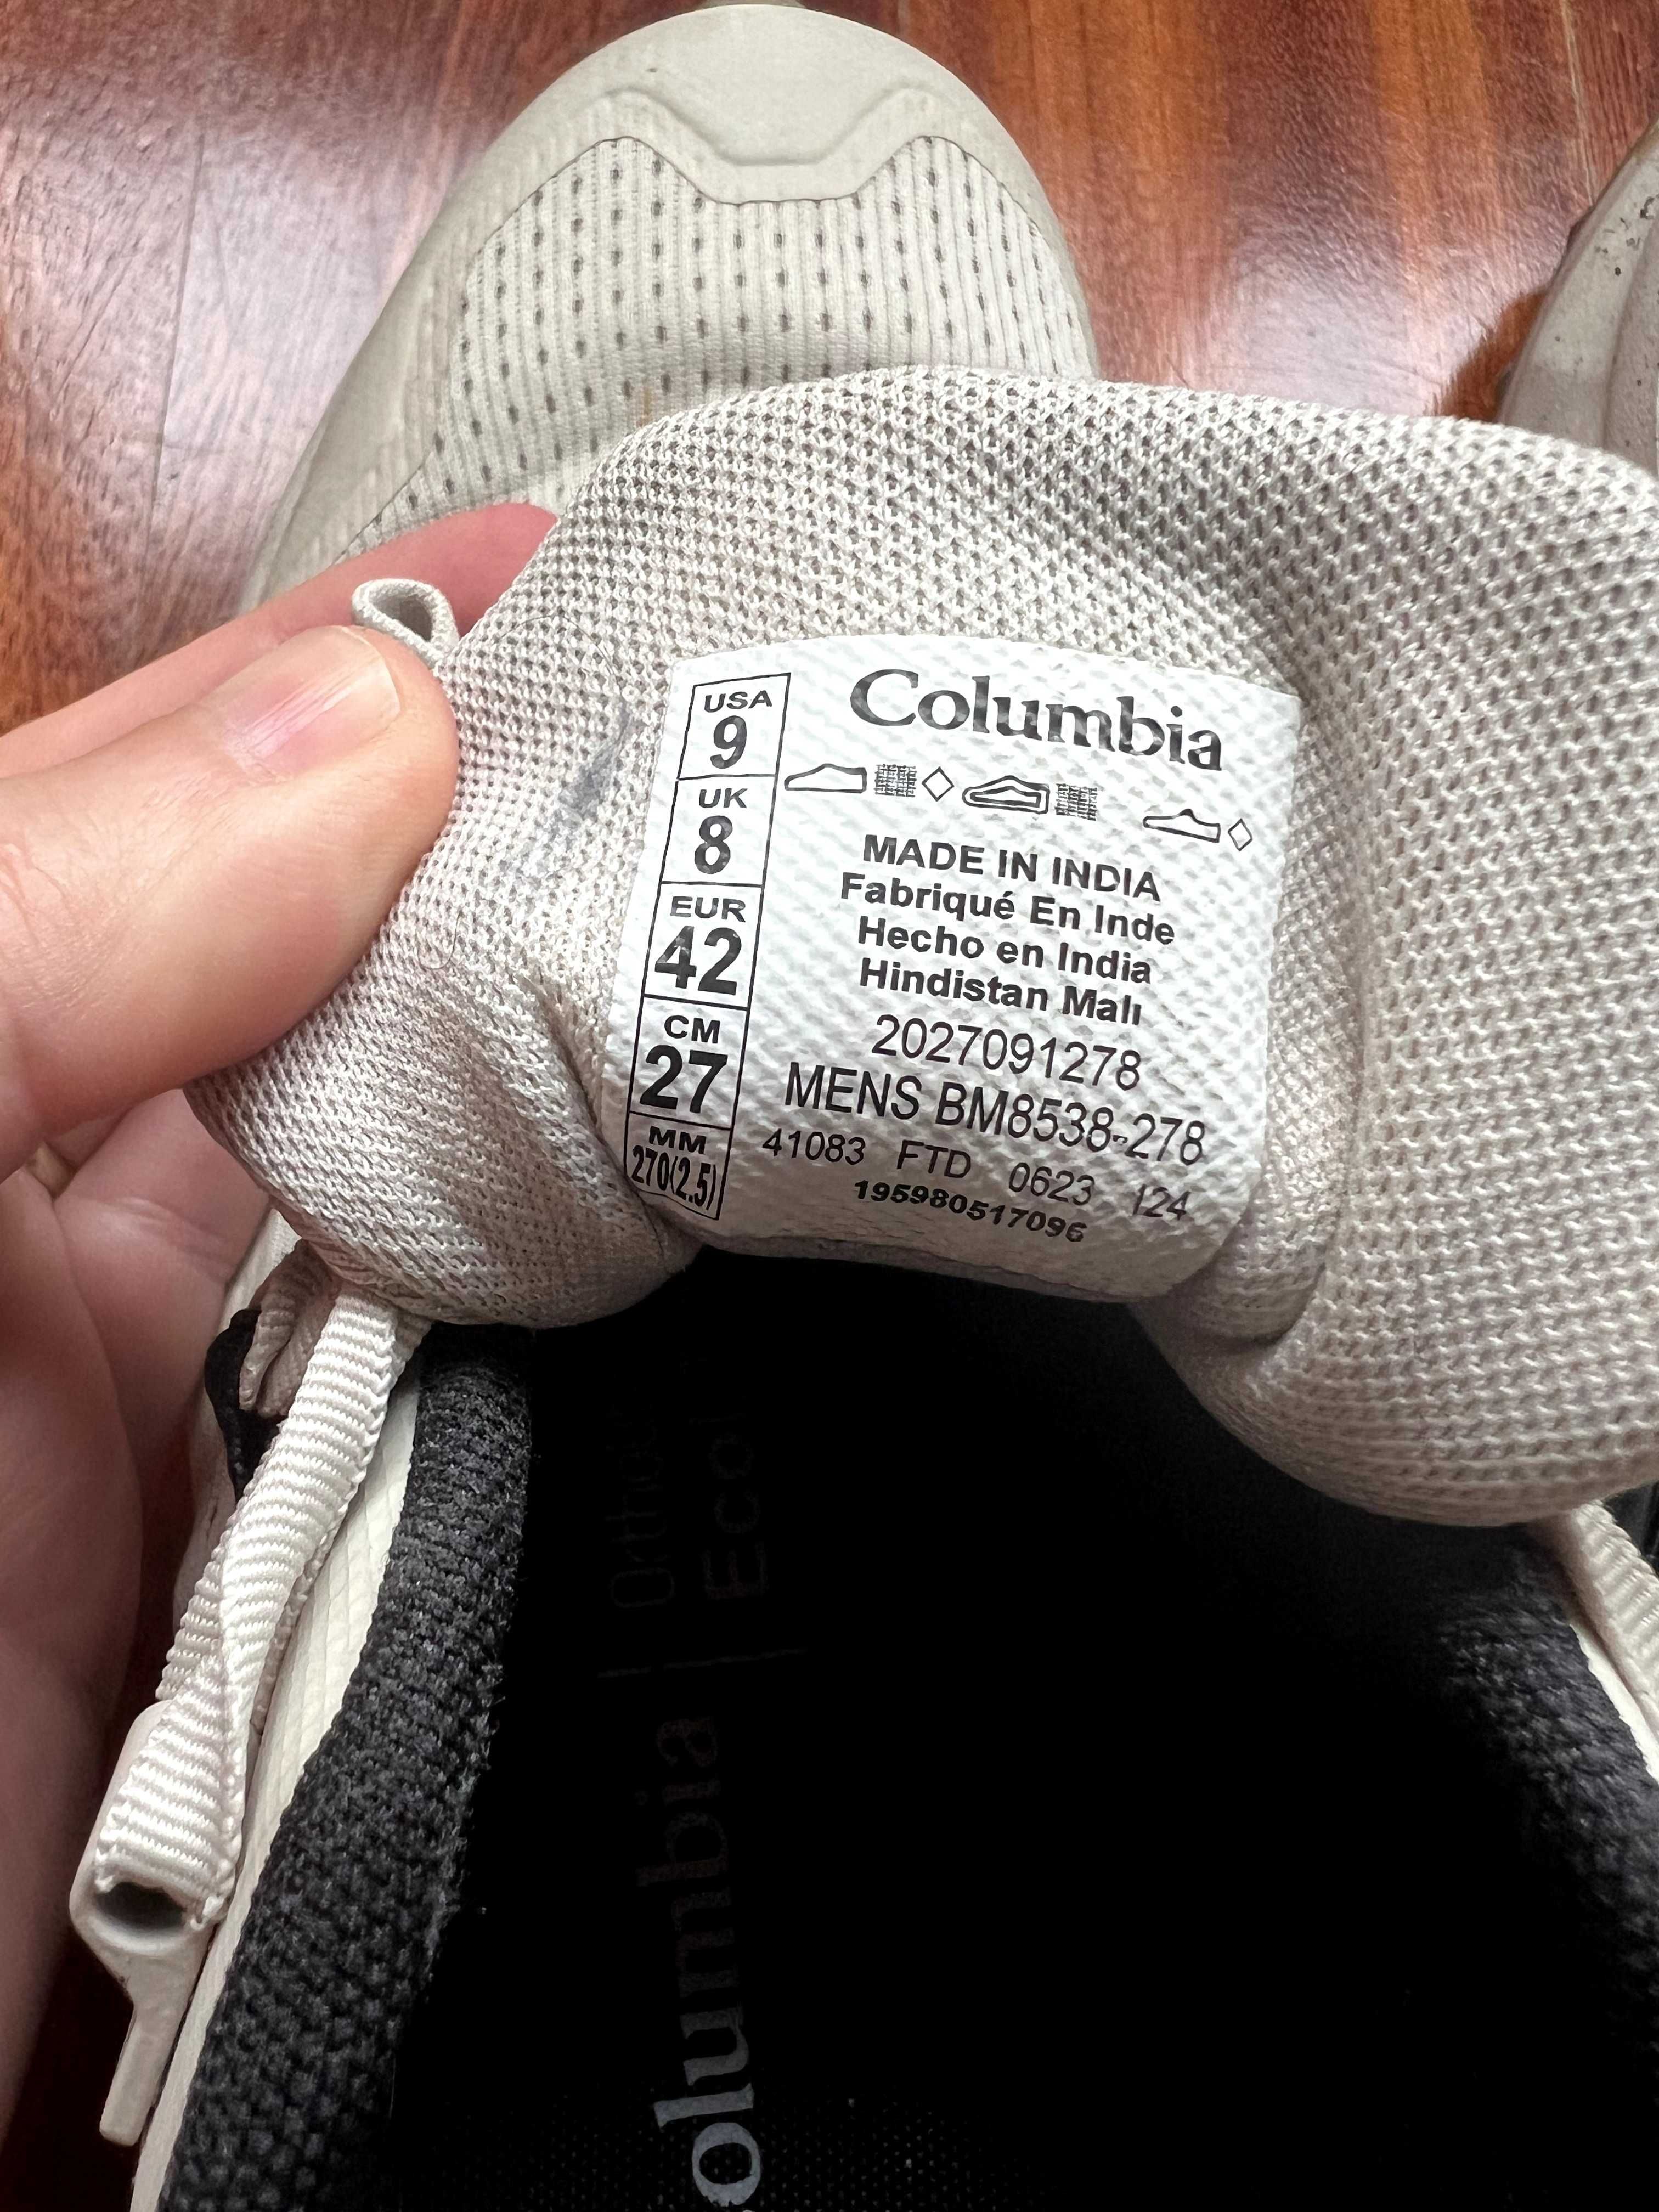 USA
9
UK
8
EUR
42
CM
27
MM
270(2.5)
Columbia
MADE IN INDIA
Fabriqué En Inde
Hecho en India
Hindistan Malı
2027091278
MENS BM8538-278
41083 FTD 0623 124
195980517096
Columbia
olu